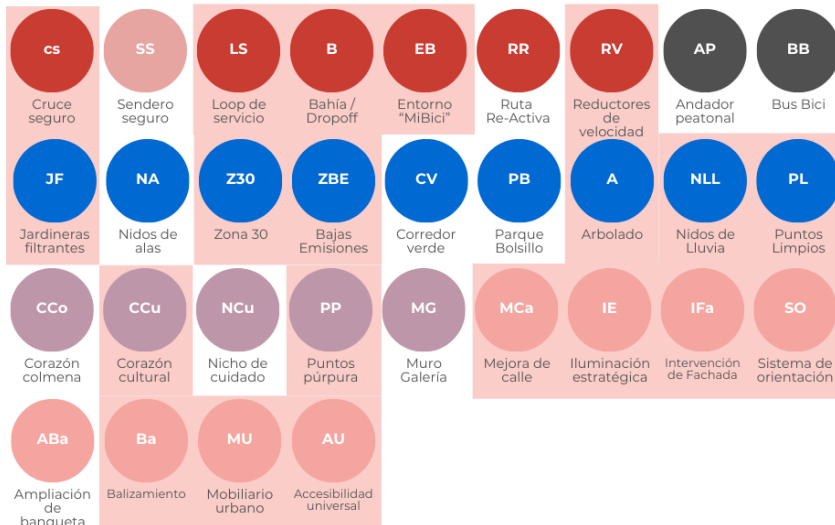 cs
SS
LS
B
EB
RR
RV
AP
BB
Cruce
seguro
Sendero
seguro
Loop de
servicio
Bahía /
Dropoff
Entorno
“MiBici”
Ruta
Re-Activa
Reductores
de
velocidad
Andador
peatonal
Bus Bici
JF
NA
Z30
ZBE
CV
PB
A
NLL
PL
Jardineras
filtrantes
Nidos de
alas
Zona 30
Bajas
Emisiones
Corredor
verde
Parque
Bolsillo
Arbolado
Nidos de
Lluvia
Puntos
Limpios
CCo
CCu
NCu
PP
MG
MCa
IE
IFa
SO
Corazón
colmena
Corazón
cultural
Nicho de
cuidado
Puntos
púrpura
Muro
Galería
Mejora de
calle
Iluminación
estratégica
Intervención
de Fachada
Sistema de
orientación
ABa
Ba
MU
AU
Ampliación
de
banqueta
Balizamiento
Mobiliario
urbano
Accesibilidad
universal